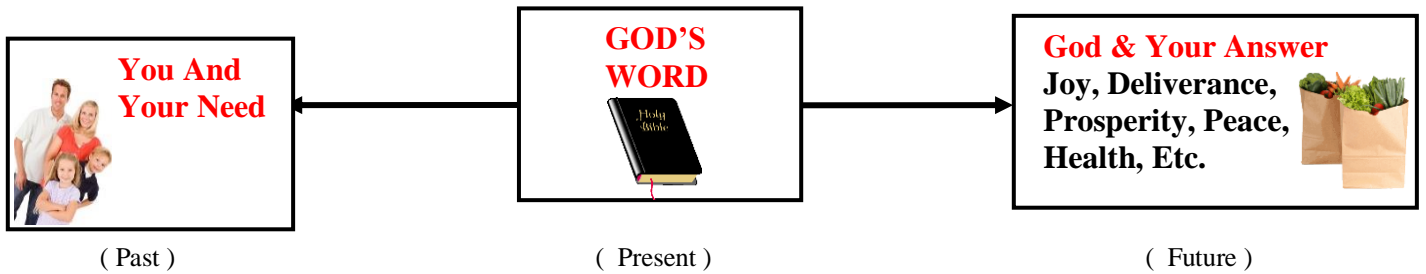 You And
Your Need
GOD’S
WORD
Holy
Bible
God & Your Answer
Joy, Deliverance,
Prosperity, Peace,
Health, Etc.
( Past )
( Present )
( Future )